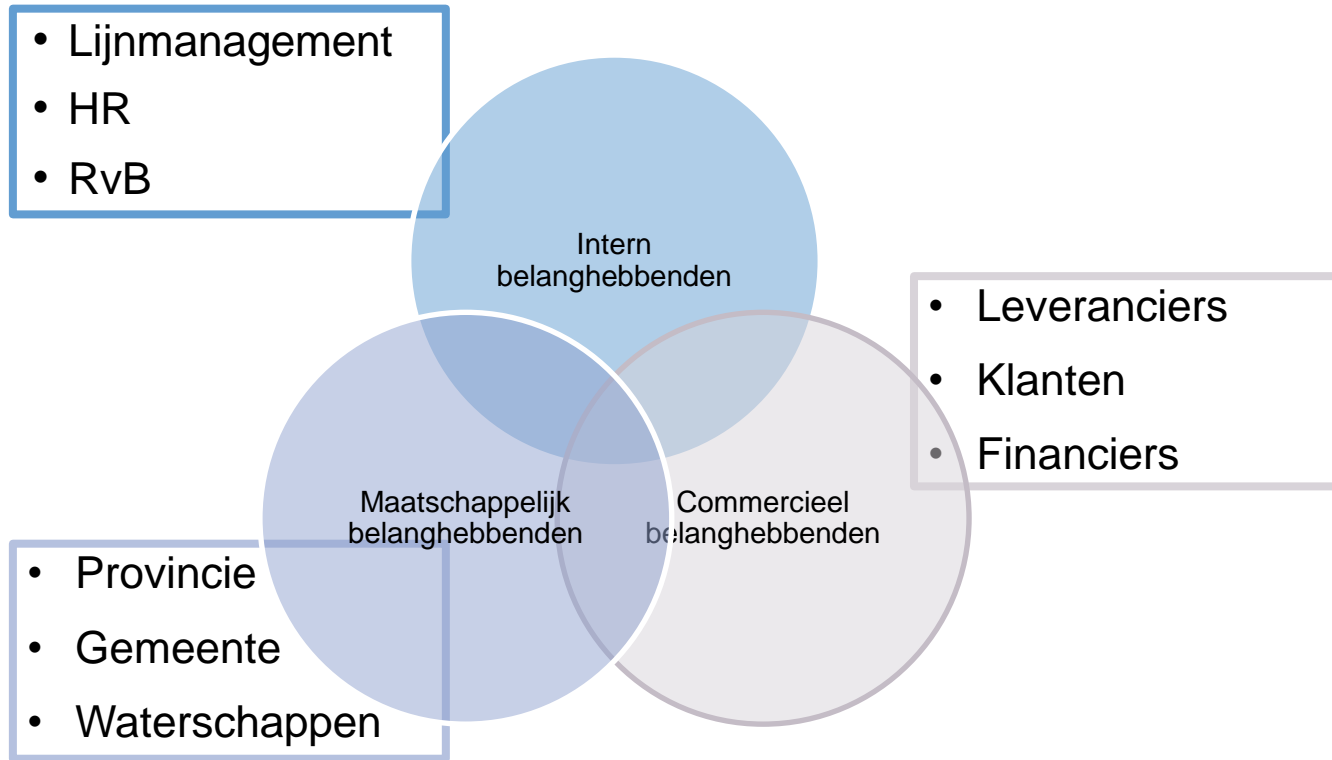 • Lijnmanagement
• HR
• RvB
Intern
belanghebbenden
• Leveranciers
• Klanten
• Financiers
Maatschappelijk
belanghebbenden
Commercieel
belanghebbenden
• Provincie
• Gemeente
• Waterschappen